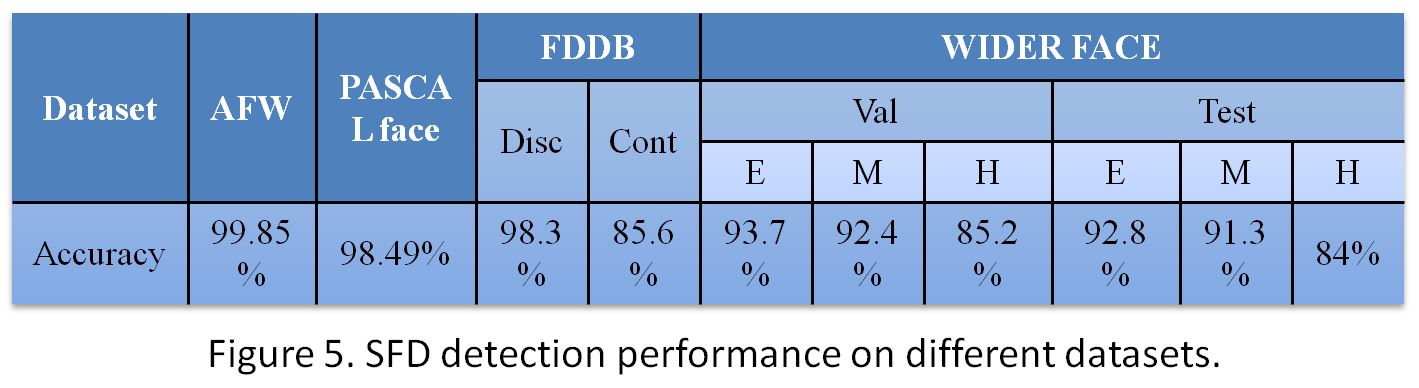 Dataset
AFW
PASCA
L face
FDDB
WIDER FACE
Disc
Cont
Val
Test
E
M
H
E
M
H
Accuracy
99.85
%
98.49%
98.3
%
85.6
%
93.7
%
92.4
%
85.2
%
92.8
%
91.3
%
84%
Figure 5. SFD detection performance on different datasets.